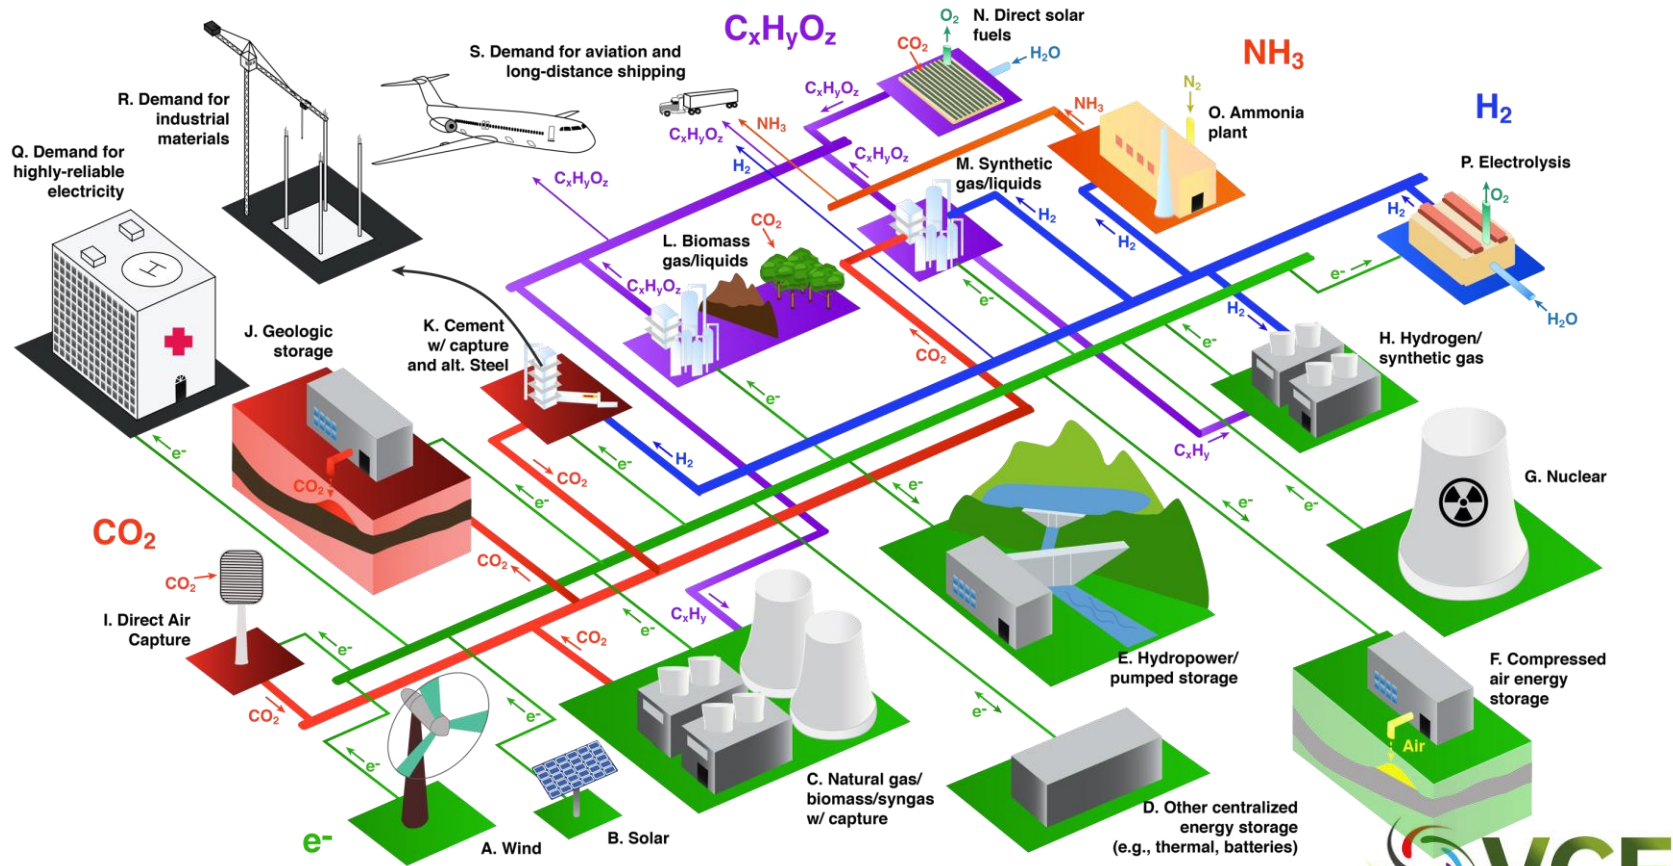 CxHyOz
O₂
N. Direct solar
fuels
CO₂
H₂O
NH₃
S. Demand for aviation and
long-distance shipping
R. Demand for
industrial
materials
CxHyOz
N₂
O. Ammonia
plant
NH₃
H₂
Q. Demand for
highly-reliable
electricity
NH₃
CxHyOz
H₂
CxHyOz
M. Synthetic
gas/liquids
P. Electrolysis
O₂
H₂
H
CxHyOz
CO₂
L. Biomass
gas/liquids
H₂
H₂
e-
H₂O
CxHyOz
e-
J. Geologic
storage
K. Cement
w/ capture
and alt. Steel
CO₂
H₂
e-
H. Hydrogen/
synthetic gas
e-
e-
e-
H₂
CxHy
CO₂
CO₂
e-
e-
e-
e-
G. Nuclear
CO₂
CO₂
CO₂
I. Direct Air
Capture
e-
e-
CxHy
CO₂
E. Hydropower/
pumped storage
F. Compressed
air energy
storage
CO₂
e-
e-
e-
Air
C. Natural gas/
biomass/syngas
w/ capture
D. Other centralized
energy storage
(e.g., thermal, batteries)
e-
A. Wind
B. Solar
VCE